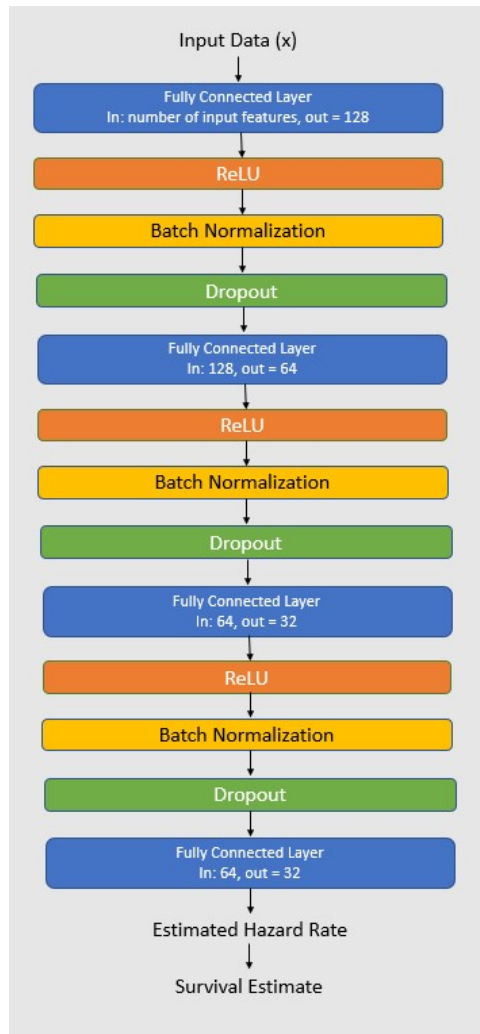 Input Data (x)
Fully Connected Layer
In: number of input features, out = 128
ReLU
Batch Normalization
Dropout
Fully Connected Layer
In: 128, out = 64
ReLU
Batch Normalization
Dropout
Fully Connected Layer
In: 64, out = 32
ReLU
Batch Normalization
Dropout
Fully Connected Layer
In: 64, out = 32
Estimated Hazard Rate
Survival Estimate